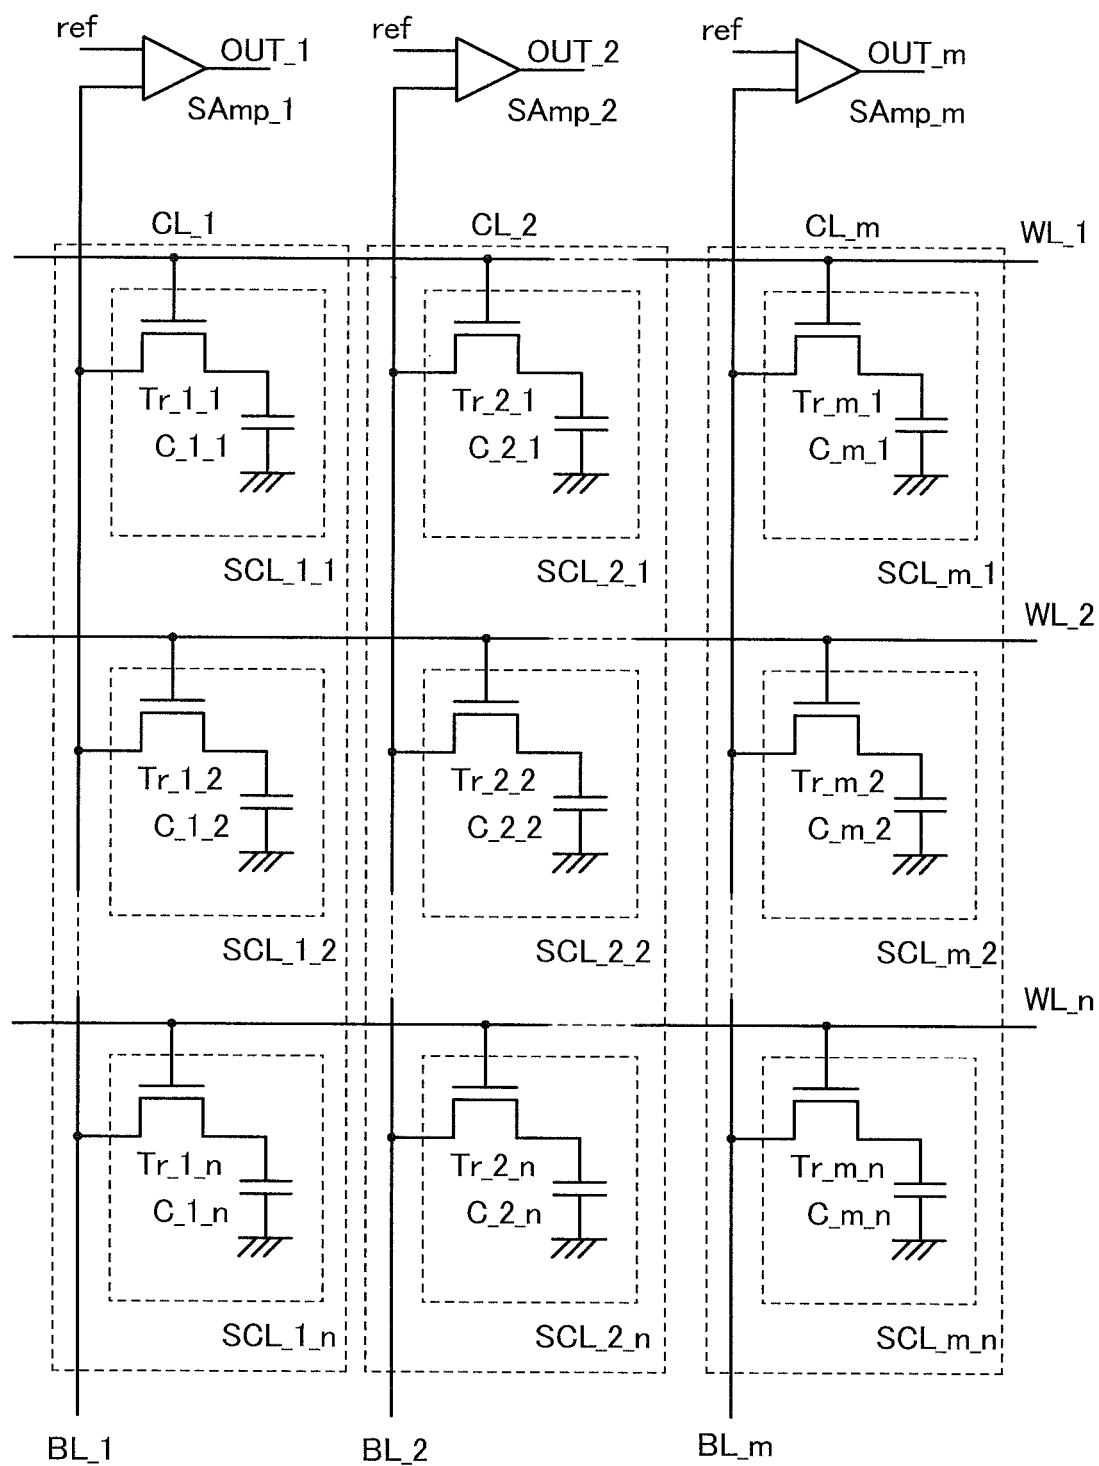 ref
OUT_1
SAmp_1
ref
OUT_2
SAmp_2
ref
OUT_m
SAmp_m
CL_1
CL_2
CL_m
WL_1
Tr_1_1
C_1_1
SCL_1_1
Tr_2_1
C_2_1
SCL_2_1
Tr_m_1
C_m_1
SCL_m_1
WL_2
Tr_1_2
C_1_2
SCL_1_2
Tr_2_2
C_2_2
SCL_2_2
Tr_m_2
C_m_2
SCL_m_2
WL_n
Tr_1_n
C_1_n
SCL_1_n
Tr_2_n
C_2_n
SCL_2_n
Tr_m_n
C_m_n
SCL_m_n
BL_1
BL_2
BL_m